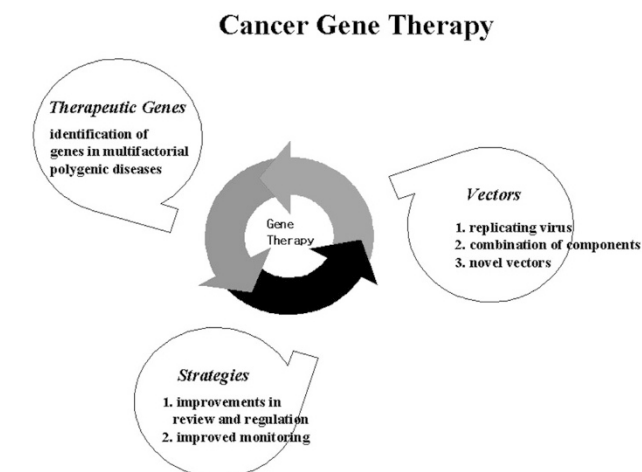 Cancer Gene Therapy
Therapeutic Genes
identification of
genes in multifactorial
polygenic diseases
Gene
Therapy
Vectors
1. replicating virus
2. combination of components
3. novel vectors
Strategies
1. improvements in
review and regulation
2. improved monitoring